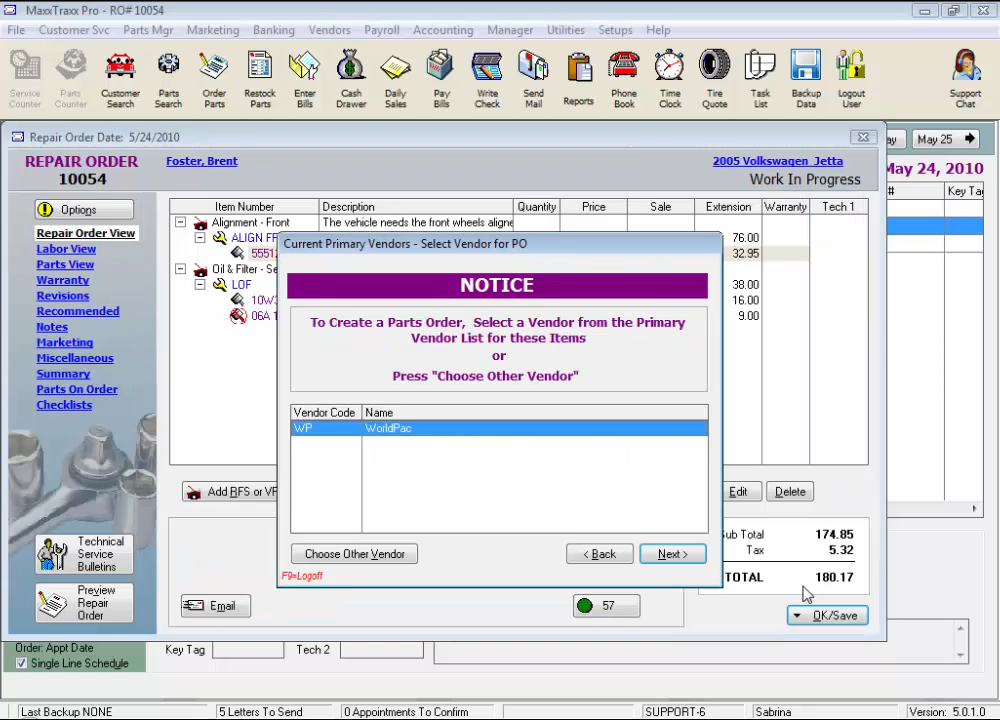 MaxxTraxx Pro - RO# 10054
File Customer Svc Parts Mgr Marketing Banking Vendors Payroll Accounting Manager Utilities Setups Help
Service Counter
Parts Counter
Customer Search
Parts Search
Order Parts
Restock Parts
Enter Bills
Cash Drawer
Daily Sales
Pay Bills
Write Check
Send Mail
Reports
Phone Book
Time Clock
Tire Quote
Task List
Backup Data
Logout User
Support Chat
Repair Order Date: 5/24/2010
ay May 25
REPAIR ORDER
10054
Foster, Brent
2005 Volkswagen Jetta
Work In Progress
May 24, 2010
# Key Tag
Options
Repair Order View
Labor View
Parts View
Warranty
Revisions
Recommended
Notes
Marketing
Miscellaneous
Summary
Parts On Order
Checklists
Technical Service Bulletins
Preview Repair Order
Item Number Description Quantity Price Sale Extension Warranty Tech 1
Alignment - Front The vehicle needs the front wheels aligne
ALIGN FR 76.00
5551 32.95
Oil & Filter - Se
LOF 38.00
10W3 16.00
06A 1 9.00
Current Primary Vendors - Select Vendor for PO
NOTICE
To Create a Parts Order, Select a Vendor from the Primary
Vendor List for these Items
or
Press "Choose Other Vendor"
Vendor Code Name
WP WorldPac
Choose Other Vendor < Back Next >
F9=Logoff
Add BFS or VF Edit Delete
ub Total 174.85
Tax 5.32
TOTAL 180.17
Email 57 OK/Save
Order: Appt Date
Single Line Schedule
Key Tag Tech 2
Last Backup NONE 5 Letters To Send 0 Appointments To Confirm SUPPORT-6 Sabrina Version: 5.0.1.0